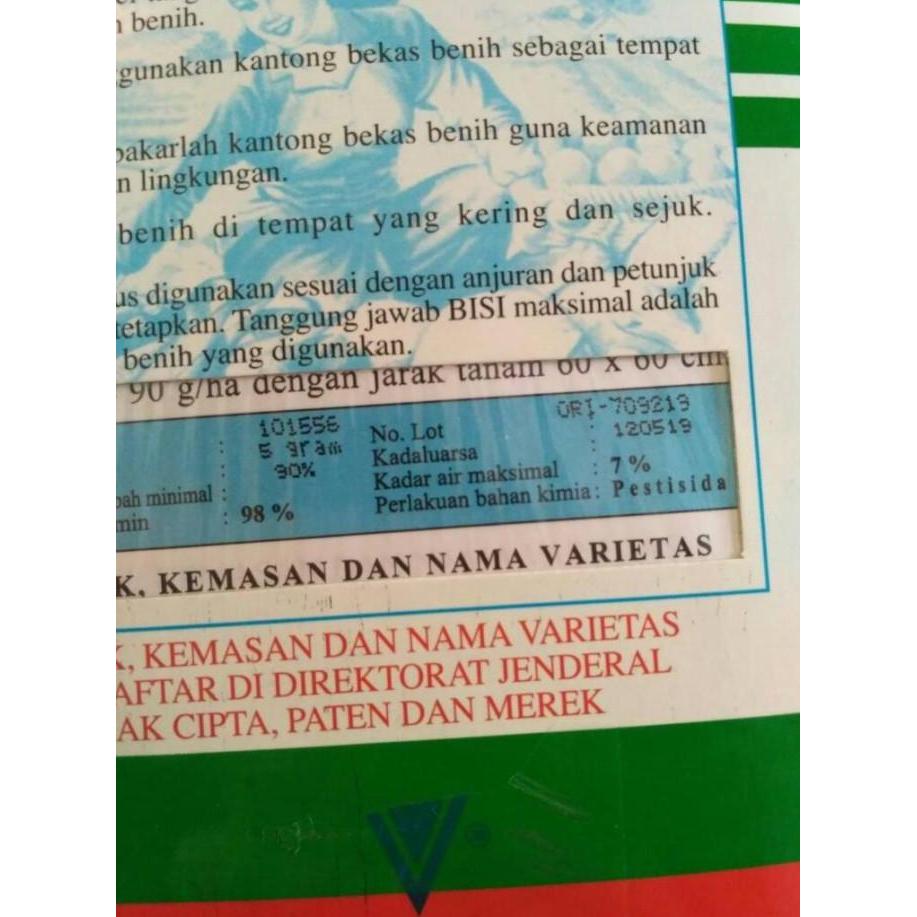 n benih.
gunakan kantong bekas benih sebagai tempat
bakarlah kantong bekas benih guna keamanan
n lingkungan.
benih di tempat yang kering dan sejuk.
us digunakan sesuai dengan anjuran dan petunjuk
tetapkan. Tanggung jawab BISI maksimal adalah
benih yang digunakan.
90 g/ha dengan jarak tanam 60 x 60 cm
: 101556 No. Lot : ORI-709219
: 5 gram Kadaluarsa : 120519
: 90% Kadar air maksimal : 7 %
bah minimal : Perlakuan bahan kimia : Pestisida
min : 98 %
K, KEMASAN DAN NAMA VARIETAS
K, KEMASAN DAN NAMA VARIETAS
AFTAR DI DIREKTORAT JENDERAL
AK CIPTA, PATEN DAN MEREK
®